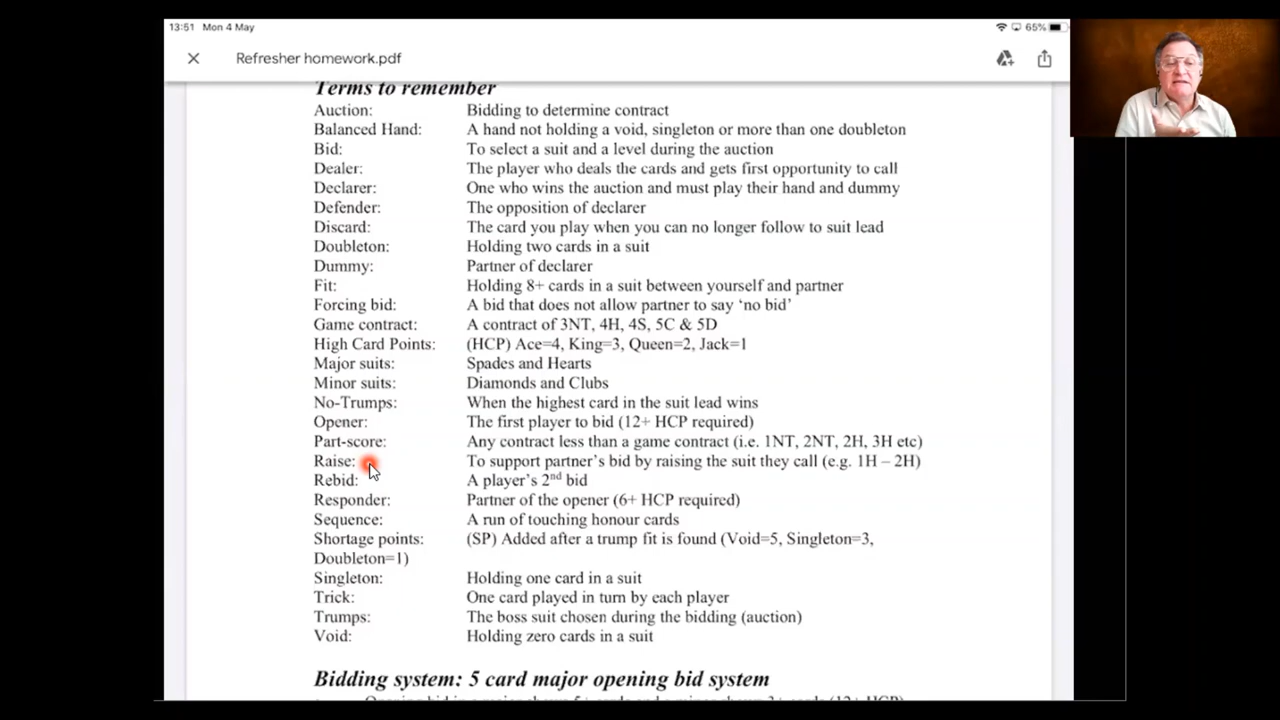 13:51 Mon 4 May
65%
Refresher homework.pdf
Terms to remember
Auction: Bidding to determine contract
Balanced Hand: A hand not holding a void, singleton or more than one doubleton
Bid: To select a suit and a level during the auction
Dealer: The player who deals the cards and gets first opportunity to call
Declarer: One who wins the auction and must play their hand and dummy
Defender: The opposition of declarer
Discard: The card you play when you can no longer follow to suit lead
Doubleton: Holding two cards in a suit
Dummy: Partner of declarer
Fit: Holding 8+ cards in a suit between yourself and partner
Forcing bid: A bid that does not allow partner to say ‘no bid’
Game contract: A contract of 3NT, 4H, 4S, 5C & 5D
High Card Points: (HCP) Ace=4, King=3, Queen=2, Jack=1
Major suits: Spades and Hearts
Minor suits: Diamonds and Clubs
No-Trumps: When the highest card in the suit lead wins
Opener: The first player to bid (12+ HCP required)
Part-score: Any contract less than a game contract (i.e. 1NT, 2NT, 2H, 3H etc)
Raise: To support partner’s bid by raising the suit they call (e.g. 1H – 2H)
Rebid: A player’s 2nd bid
Responder: Partner of the opener (6+ HCP required)
Sequence: A run of touching honour cards
Shortage points: (SP) Added after a trump fit is found (Void=5, Singleton=3,
Doubleton=1)
Singleton: Holding one card in a suit
Trick: One card played in turn by each player
Trumps: The boss suit chosen during the bidding (auction)
Void: Holding zero cards in a suit
Bidding system: 5 card major opening bid system